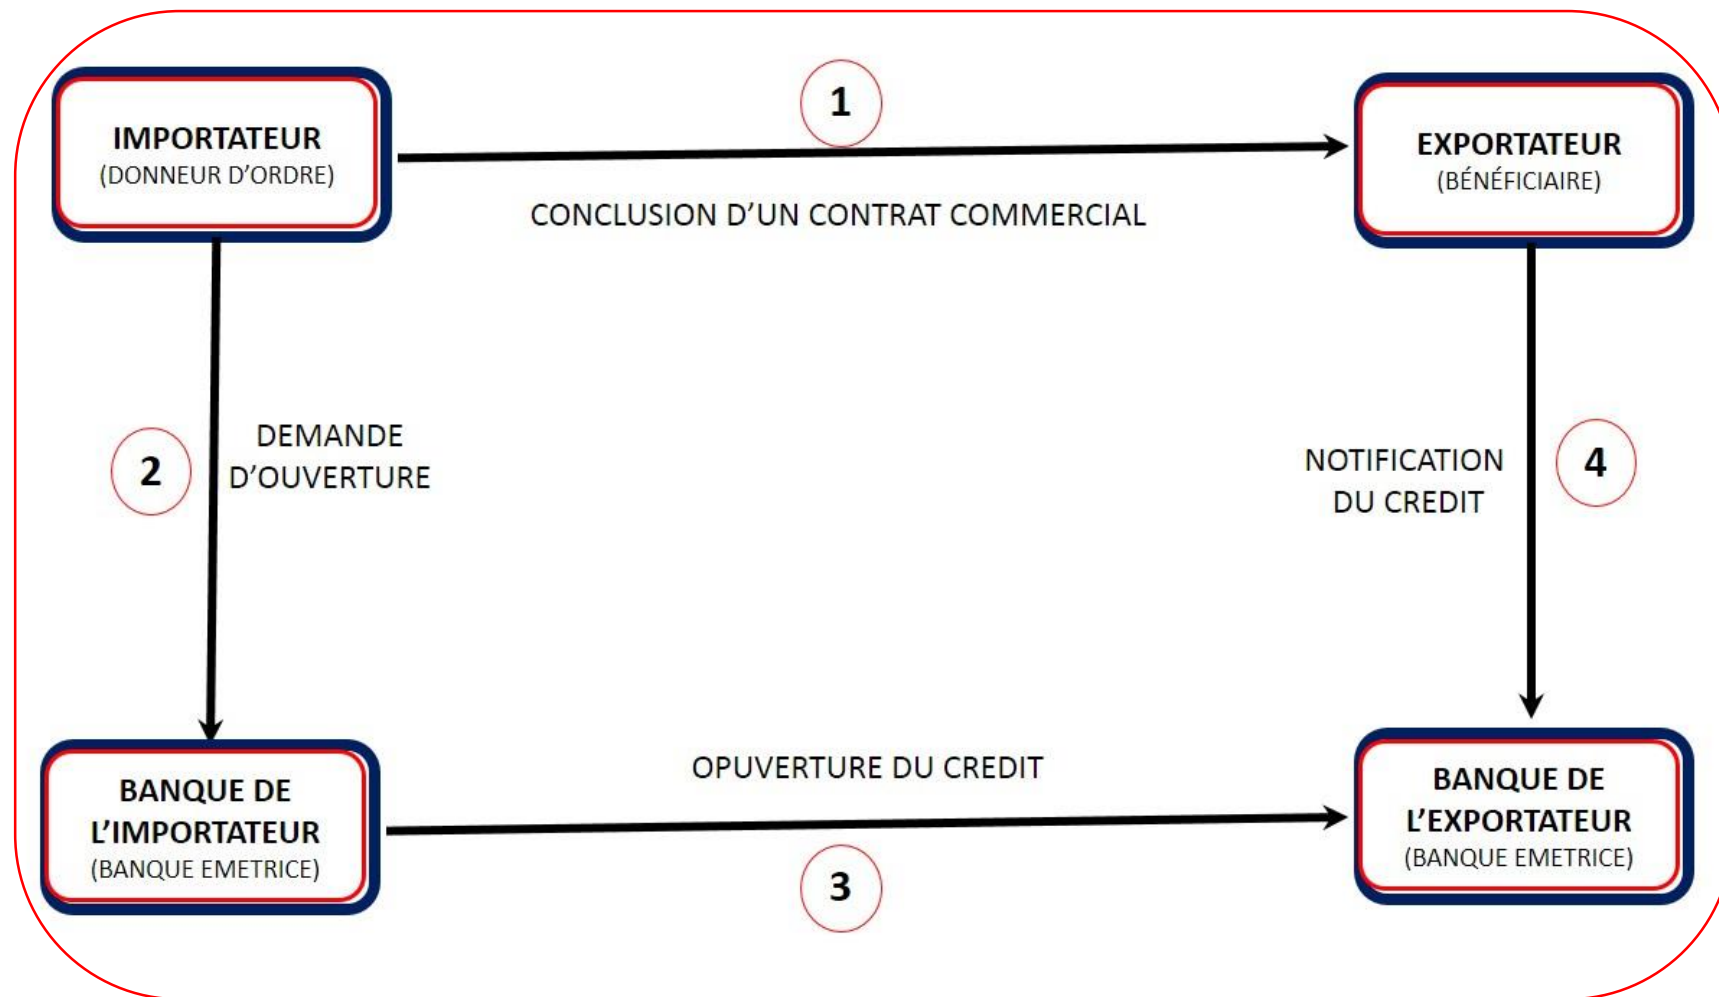 1
IMPORTATEUR
(DONNEUR D’ORDRE)
EXPORTATEUR
(BÉNÉFICIAIRE)
CONCLUSION D’UN CONTRAT COMMERCIAL
2
DEMANDE
D’OUVERTURE
NOTIFICATION
DU CREDIT
4
OPUVERTURE DU CREDIT
BANQUE DE
L’IMPORTATEUR
(BANQUE EMETRICE)
3
BANQUE DE
L’EXPORTATEUR
(BANQUE EMETRICE)